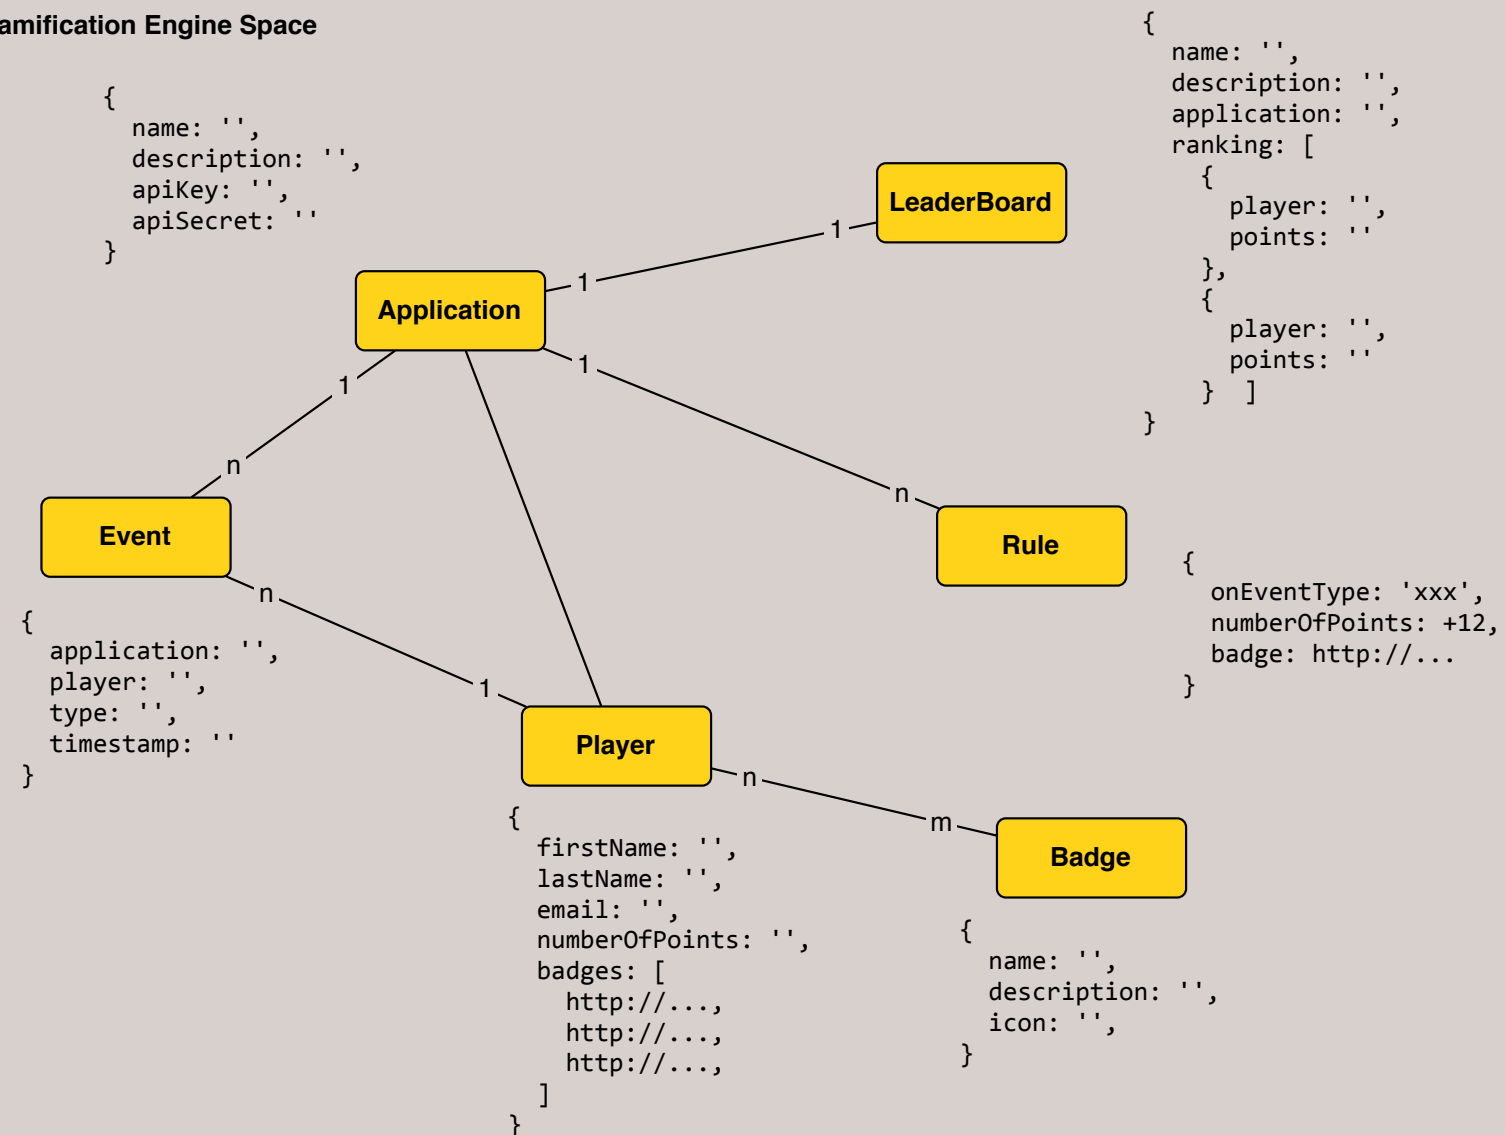 amification Engine Space
{
  name: '',
  description: '',
  apiKey: '',
  apiSecret: ''
}
{
  name: '',
  description: '',
  application: '',
  ranking: [
    {
      player: '',
      points: ''
    },
    {
      player: '',
      points: ''
    }  ]
}
LeaderBoard
1
1
Application
1
1
n
n
Event
Rule
n
{
  application: '',
  player: '',
  type: '',
  timestamp: ''
}
{
  onEventType: 'xxx',
  numberOfPoints: +12,
  badge: http://...
}
1
Player
n
m
{
  firstName: '',
  lastName: '',
  email: '',
  numberOfPoints: '',
  badges: [
    http://...,
    http://...,
    http://...,
  ]
}
Badge
{
  name: '',
  description: '',
  icon: '',
}